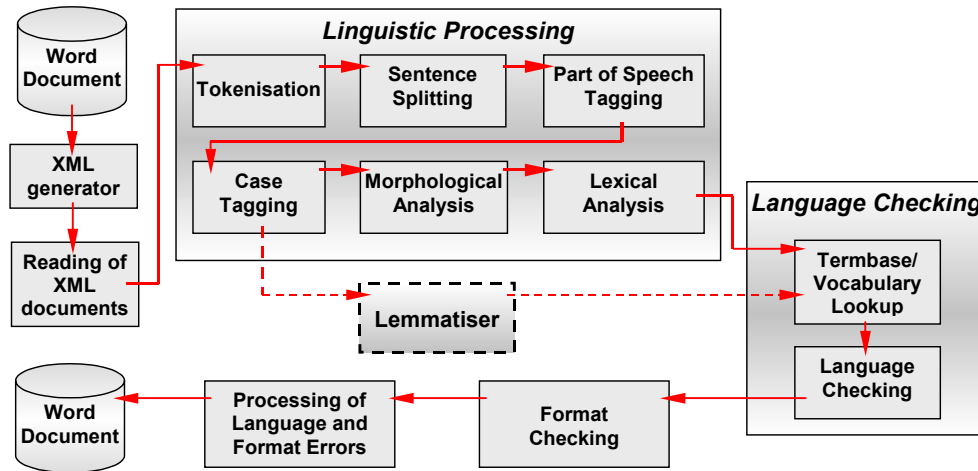 Word
Document
XML
generator
Reading of
XML
documents
Linguistic Processing
Tokenisation
Sentence
Splitting
Part of Speech
Tagging
Case
Tagging
Morphological
Analysis
Lexical
Analysis
Lemmatiser
Language Checking
Termbase/
Vocabulary
Lookup
Language
Checking
Format
Checking
Processing of
Language and
Format Errors
Word
Document